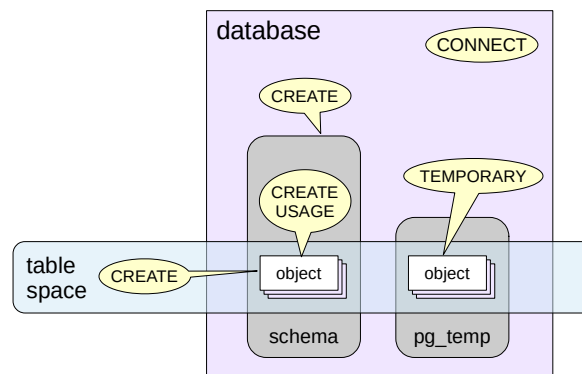 database
CONNECT
CREATE
CREATE
USAGE
TEMPORARY
table
space
CREATE
object
object
schema
pg_temp